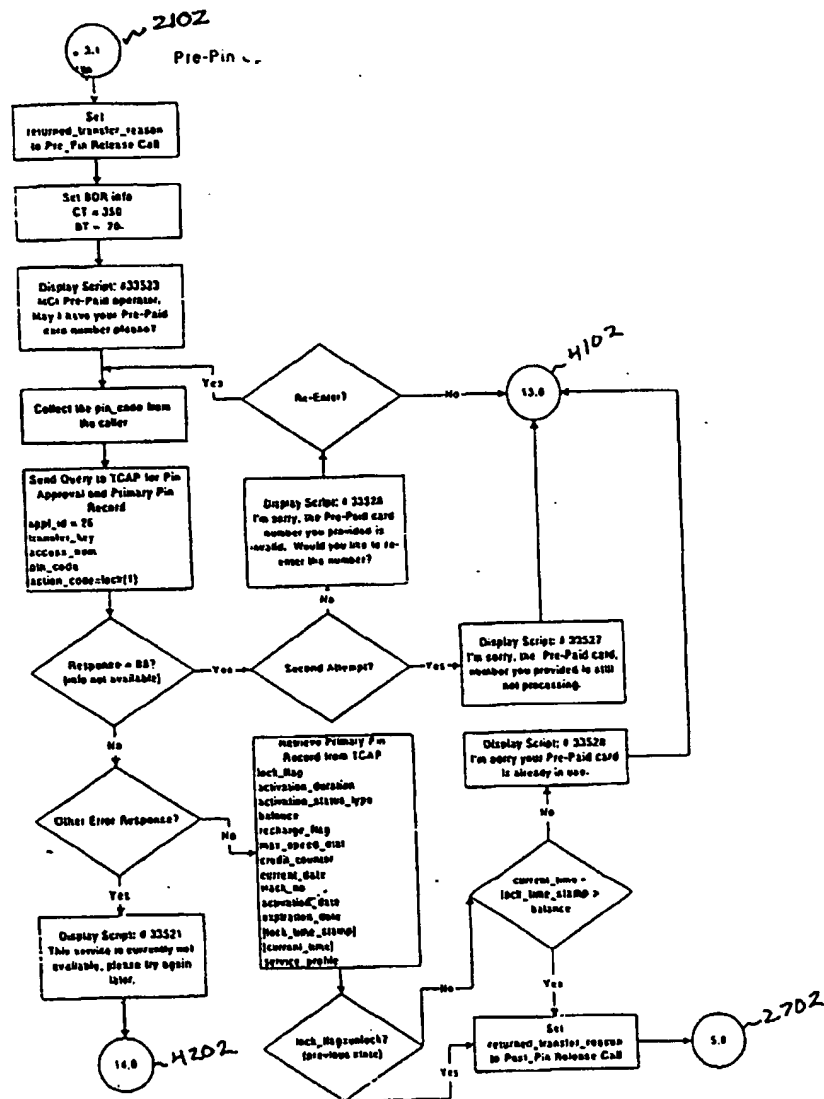 2102
3.1
Pre-Pin
Set
returned_transfer_reason
to Pre_Pin Release Call
Set BDR info
CT = 350
BT = 70
Display Script: #33523
MCI Pre-Paid operator,
May I have your Pre-Paid
card number please?
Collect the pin_code from
the caller
Yes
Re-Enter?
No
4102
13.0
Send Query to TCAP for Pin
Approval and Primary Pin
Record
appl_id = 26
transfer_key
access_num
pin_code
action_code=lock(1)
Display Script: # 33528
I'm sorry, the Pre-Paid card
number you provided is
invalid. Would you like to re-
enter the number?
No
Response = 88?
(info not available)
Yes
Second Attempt?
Yes
Display Script: # 33527
I'm sorry, the Pre-Paid card,
number you provided is still
not processing.
No
Other Error Response?
No
Retrieve Primary Pin
Record from TCAP
lock_flag
activation_duration
activation_status_type
balance
recharge_flag
max_speed_dial
credit_counter
current_date
activation_date
expiration_date
[lock_time_stamp]
[current_time]
service_profile
Display Script: # 33528
I'm sorry your Pre-Paid card
is already in use.
No
current_time -
lock_time_stamp >
balance
Yes
Yes
Display Script: # 33521
This service is currently not
available, please try again
later.
14.0
4202
lock_flag=unlock?
(previous state)
No
Yes
Set
returned_transfer_reason
to Post_Pin Release Call
5.0
2702